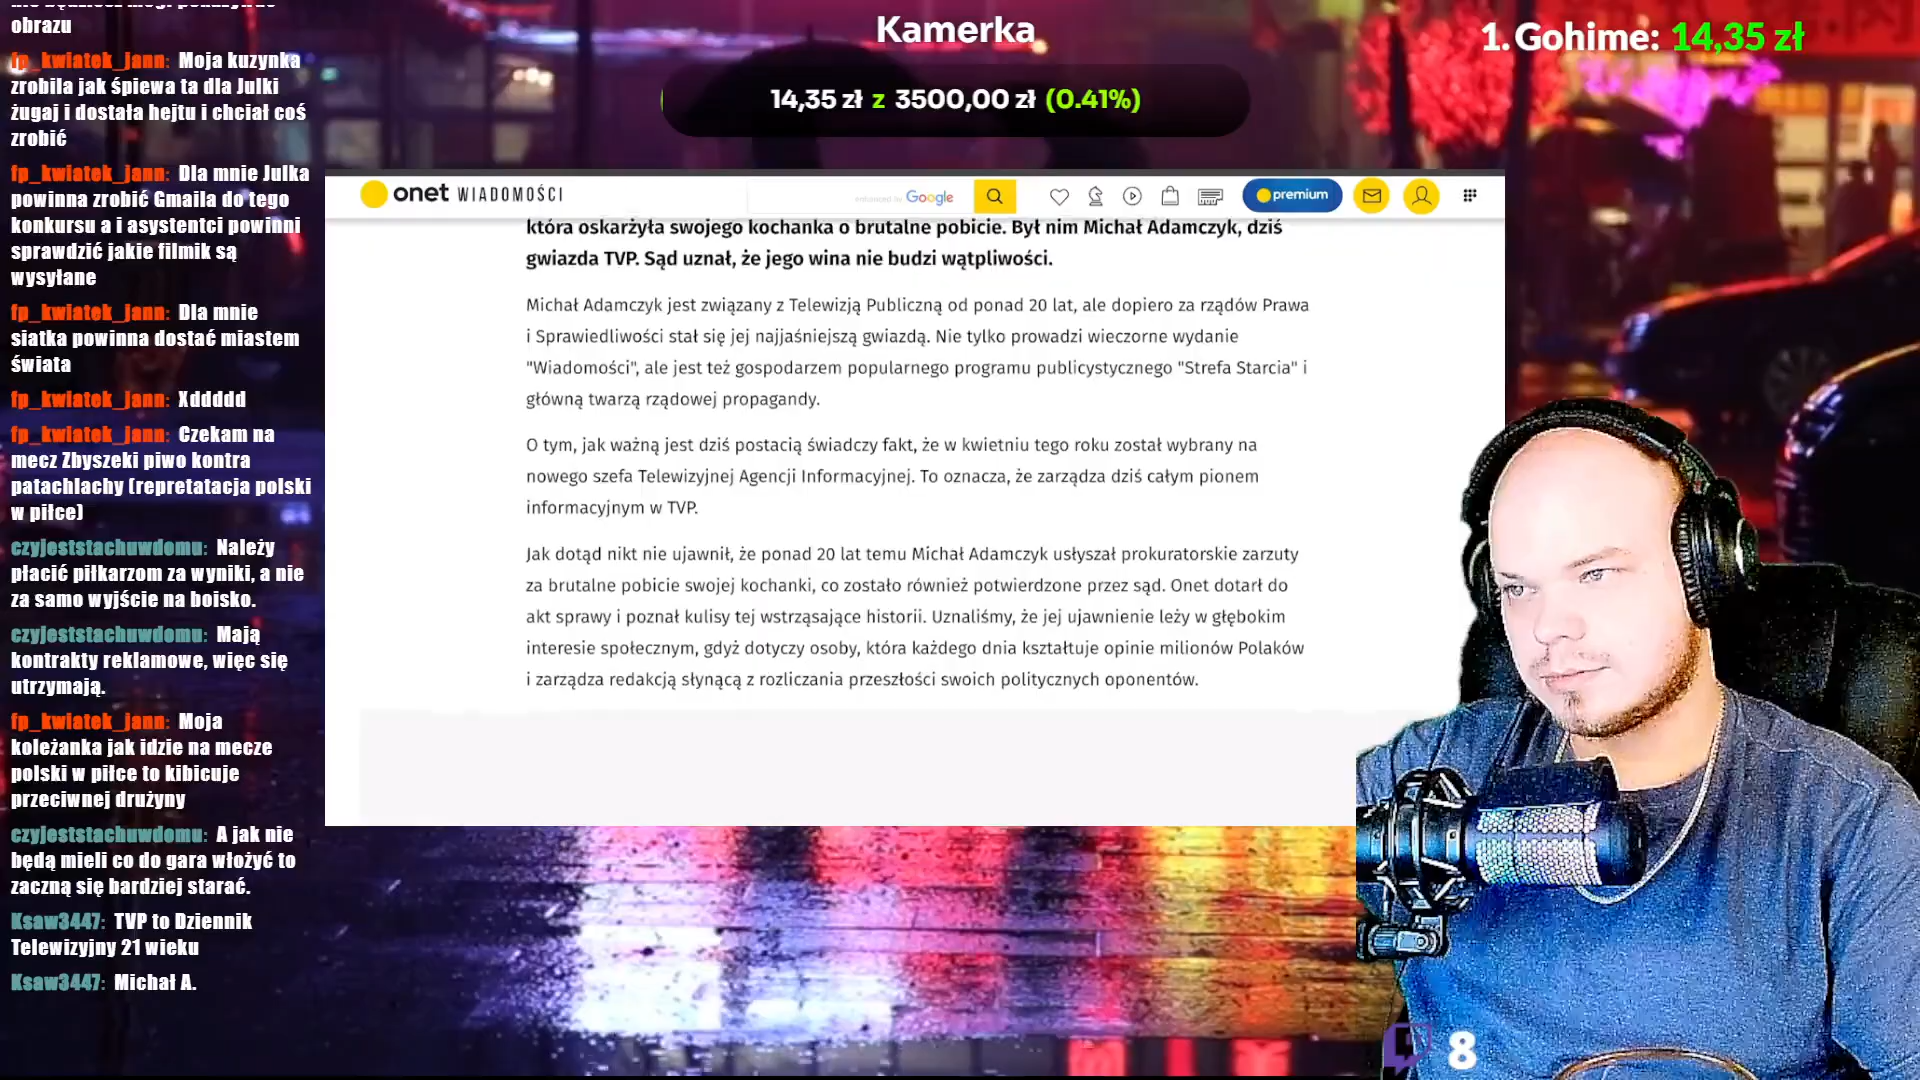 obrazu
fp_kwiatek_jann: Moja kuzynka
zrobila jak śpiewa ta dla Julki
żugaj i dostała hejtu i chciał coś
zrobić
fp_kwiatek_jann: Dla mnie Julka
powinna zrobić Gmaila do tego
konkursu a i asystentci powinni
sprawdzić jakie filmik są
wysyłane
fp_kwiatek_jann: Dla mnie
siatka powinna dostać miastem
świata
fp_kwiatek_jann: Xddddd
fp_kwiatek_jann: Czekam na
mecz Zbyszeki piwo kontra
patachlachy (repretatacja polski
w piłce)
czyjeststachuwdomu: Należy
płacić piłkarzom za wyniki, a nie
za samo wyjście na boisko.
czyjeststachuwdomu: Mają
kontrakty reklamowe, więc się
utrzymają.
fp_kwiatek_jann: Moja
koleżanka jak idzie na mecze
polski w piłce to kibicuje
przeciwnej drużyny
czyjeststachuwdomu: A jak nie
będą mieli co do gara włożyć to
zaczną się bardziej starać.
Ksaw3447: TVP to Dziennik
Telewizyjny 21 wieku
Ksaw3447: Michał A.
Kamerka
14,35 zł z 3500,00 zł (0.41%)
1. Gohime: 14,35 zł
onet WIADOMOŚCI
enhanced by Google
premium
która oskarżyła swojego kochanka o brutalne pobicie. Był nim Michał Adamczyk, dziś
gwiazda TVP. Sąd uznał, że jego wina nie budzi wątpliwości.
Michał Adamczyk jest związany z Telewizją Publiczną od ponad 20 lat, ale dopiero za rządów Prawa
i Sprawiedliwości stał się jej najjaśniejszą gwiazdą. Nie tylko prowadzi wieczorne wydanie
"Wiadomości", ale jest też gospodarzem popularnego programu publicystycznego "Strefa Starcia" i
główną twarzą rządowej propagandy.
O tym, jak ważną jest dziś postacią świadczy fakt, że w kwietniu tego roku został wybrany na
nowego szefa Telewizyjnej Agencji Informacyjnej. To oznacza, że zarządza dziś całym pionem
informacyjnym w TVP.
Jak dotąd nikt nie ujawnił, że ponad 20 lat temu Michał Adamczyk usłyszał prokuratorskie zarzuty
za brutalne pobicie swojej kochanki, co zostało również potwierdzone przez sąd. Onet dotarł do
akt sprawy i poznał kulisy tej wstrząsające historii. Uznaliśmy, że jej ujawnienie leży w głębokim
interesie społecznym, gdyż dotyczy osoby, która każdego dnia kształtuje opinie milionów Polaków
i zarządza redakcją słynącą z rozliczania przeszłości swoich politycznych oponentów.
8